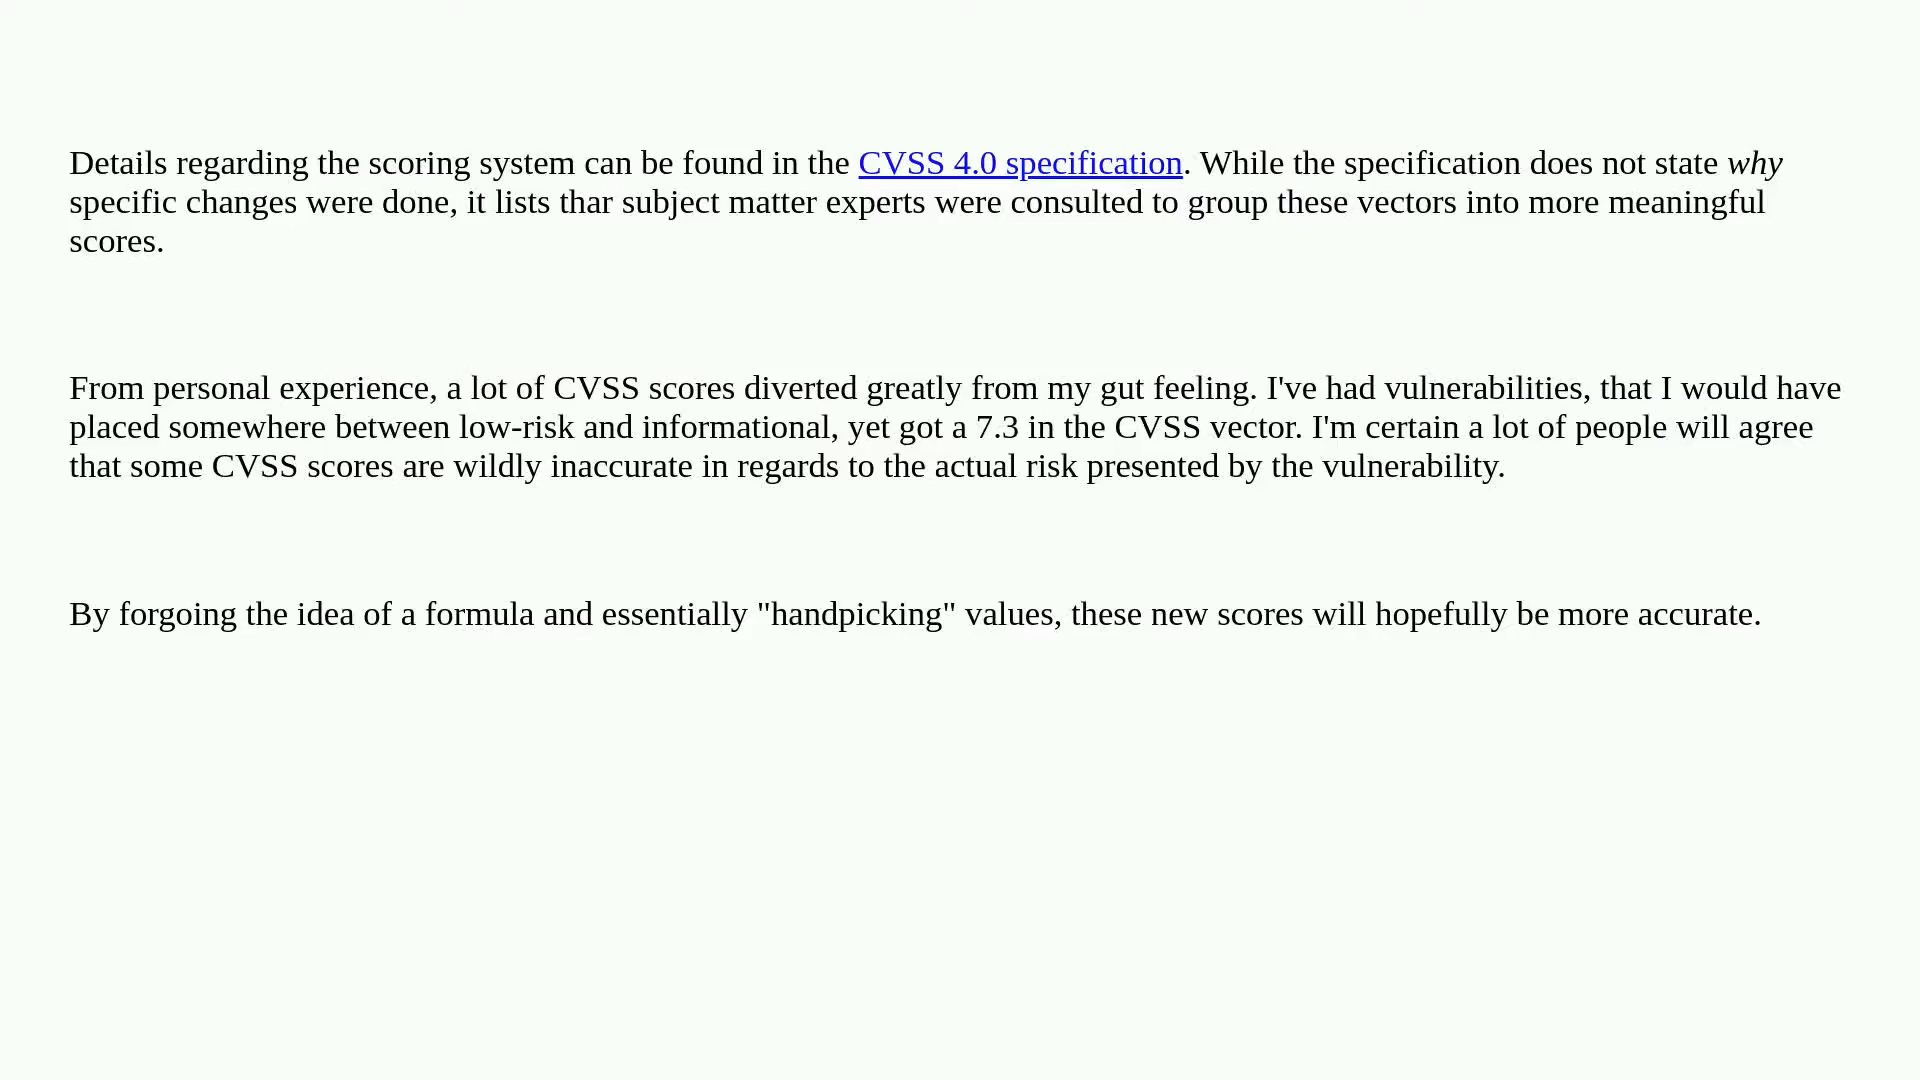 Details regarding the scoring system can be found in the CVSS 4.0 specification. While the specification does not state why
specific changes were done, it lists thar subject matter experts were consulted to group these vectors into more meaningful
scores.
From personal experience, a lot of CVSS scores diverted greatly from my gut feeling. I've had vulnerabilities, that I would have
placed somewhere between low-risk and informational, yet got a 7.3 in the CVSS vector. I'm certain a lot of people will agree
that some CVSS scores are wildly inaccurate in regards to the actual risk presented by the vulnerability.
By forgoing the idea of a formula and essentially "handpicking" values, these new scores will hopefully be more accurate.